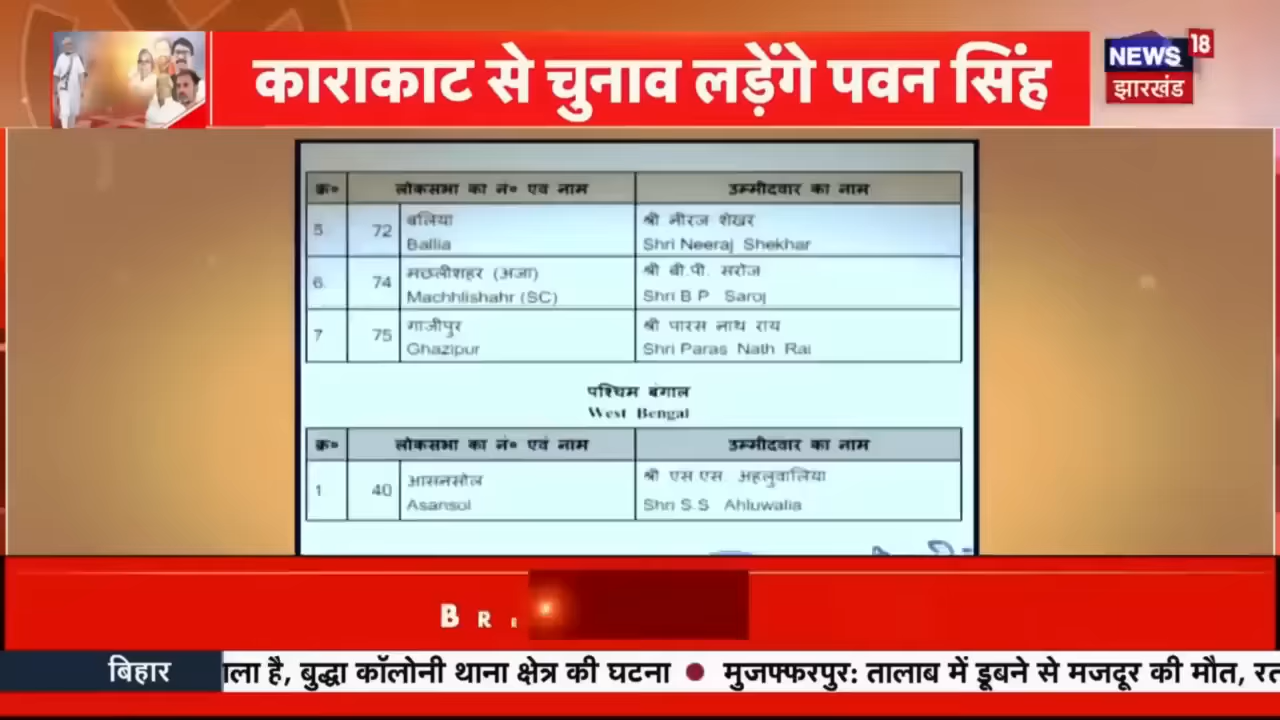 काराकाट से चुनाव लड़ेंगे पवन सिंह
NEWS 18
झारखंड
क्र० लोकसभा का नं० एवं नाम उम्मीदवार का नाम
5 72 बलिया श्री नीरज शेखर
Ballia Shri Neeraj Shekhar
6. 74 मछलीशहर (अजा) श्री बी.पी. सरोज
Machhlishahr (SC) Shri B P Saroj
7 75 गाजीपुर श्री पारस नाथ राय
Ghazipur Shri Paras Nath Rai
पश्चिम बंगाल
West Bengal
क्र० लोकसभा का नं० एवं नाम उम्मीदवार का नाम
1 40 आसनसोल श्री एस एस अहलुवालिया
Asansol Shri S.S Ahluwalia
BR
बिहार
है, बुद्धा कॉलोनी थाना क्षेत्र की घटना ● मुजफ्फरपुर: तालाब में डूबने से मजदूर की मौत,